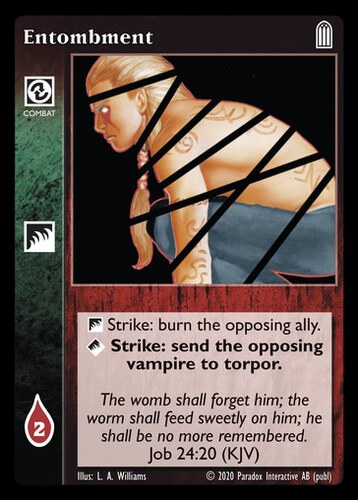 Entombment
COMBAT
Strike: burn the opposing ally.
Strike: send the opposing
vampire to torpor.
2
The womb shall forget him; the
worm shall feed sweetly on him; he
shall be no more remembered.
Job 24:20 (KJV)
Illus: L. A. Williams
© 2020 Paradox Interactive AB (publ)